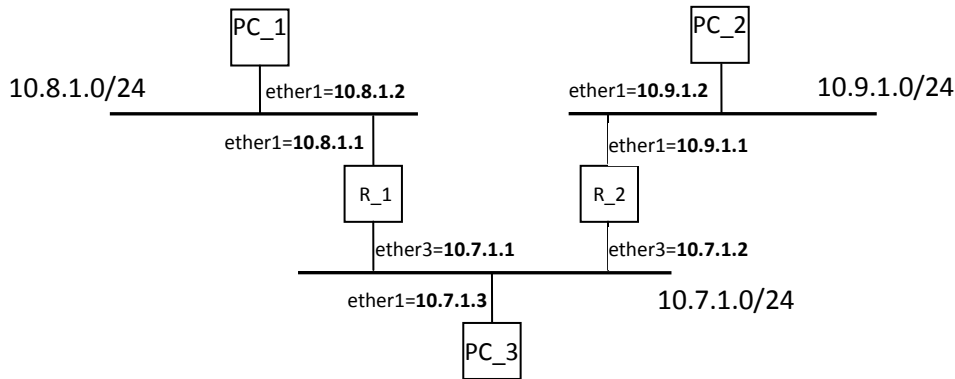 PC_1
PC_2
10.8.1.0/24
ether1=10.8.1.2
ether1=10.9.1.2
10.9.1.0/24
ether1=10.8.1.1
ether1=10.9.1.1
R_1
R_2
ether3=10.7.1.1
ether3=10.7.1.2
ether1=10.7.1.3
10.7.1.0/24
PC_3